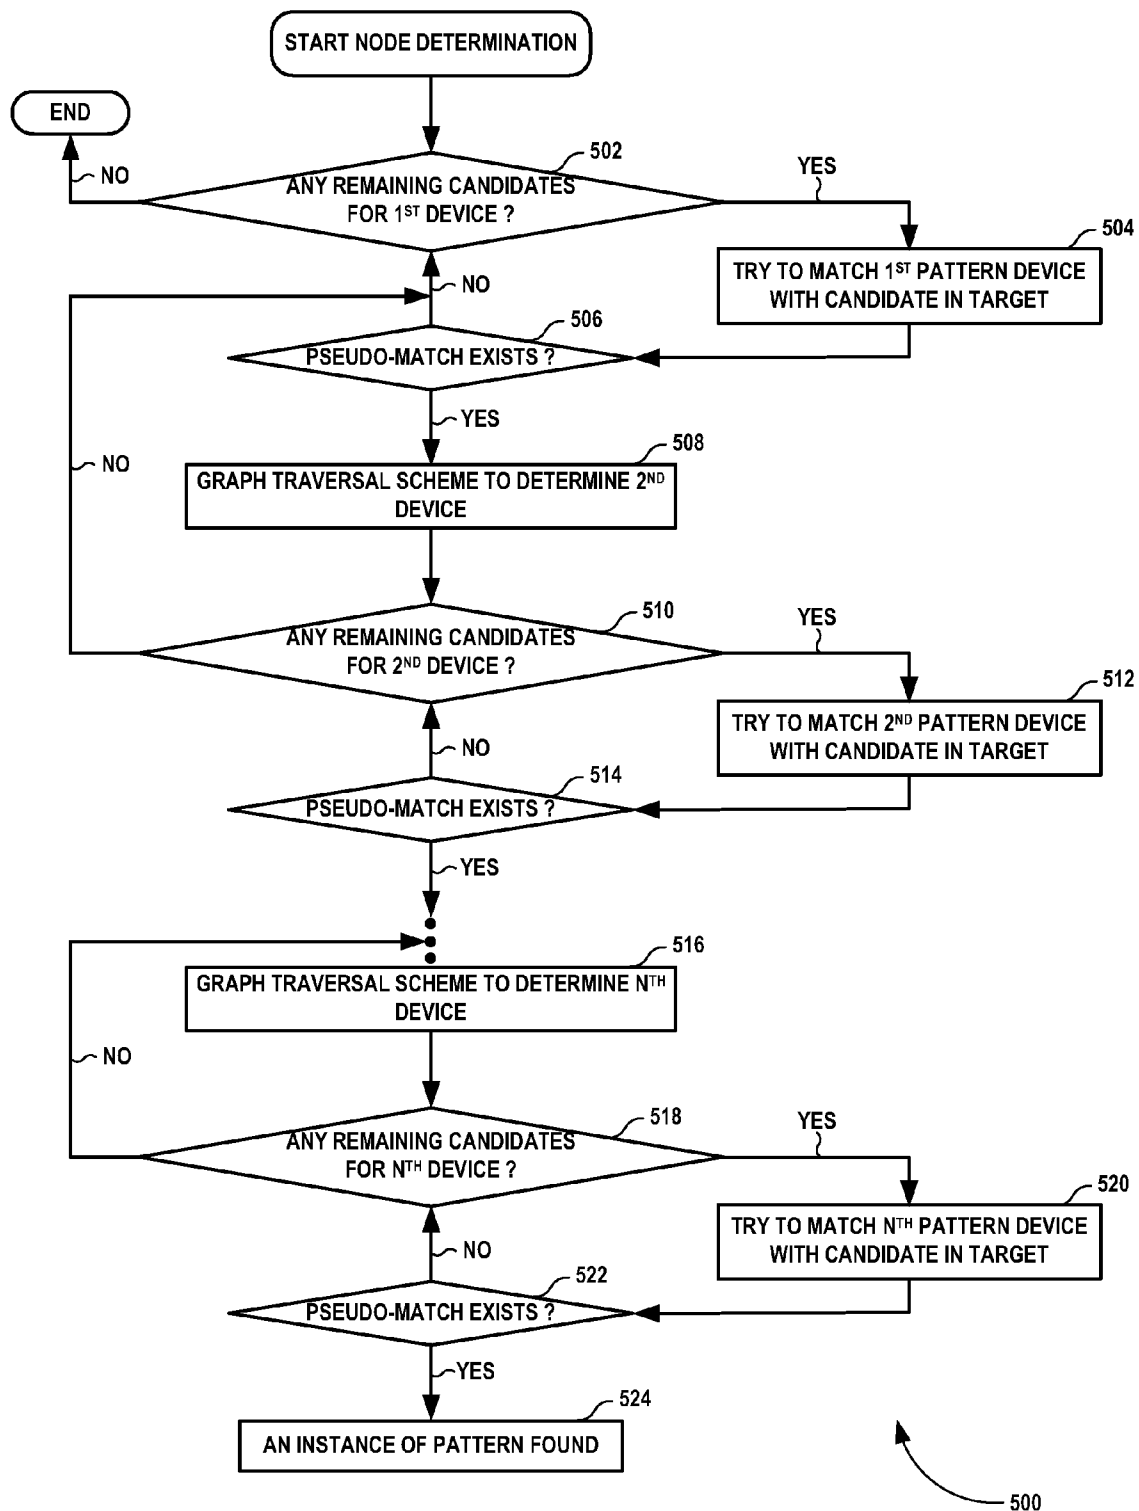 START NODE DETERMINATION
END
NO
502
ANY REMAINING CANDIDATES
FOR 1ST DEVICE ?
YES
504
TRY TO MATCH 1ST PATTERN DEVICE
WITH CANDIDATE IN TARGET
NO
506
PSEUDO-MATCH EXISTS ?
YES
NO
508
GRAPH TRAVERSAL SCHEME TO DETERMINE 2ND
DEVICE
510
ANY REMAINING CANDIDATES
FOR 2ND DEVICE ?
YES
512
TRY TO MATCH 2ND PATTERN DEVICE
WITH CANDIDATE IN TARGET
NO
514
PSEUDO-MATCH EXISTS ?
YES
516
GRAPH TRAVERSAL SCHEME TO DETERMINE NTH
DEVICE
NO
518
ANY REMAINING CANDIDATES
FOR NTH DEVICE ?
YES
520
TRY TO MATCH NTH PATTERN DEVICE
WITH CANDIDATE IN TARGET
NO
522
PSEUDO-MATCH EXISTS ?
YES
524
AN INSTANCE OF PATTERN FOUND
500